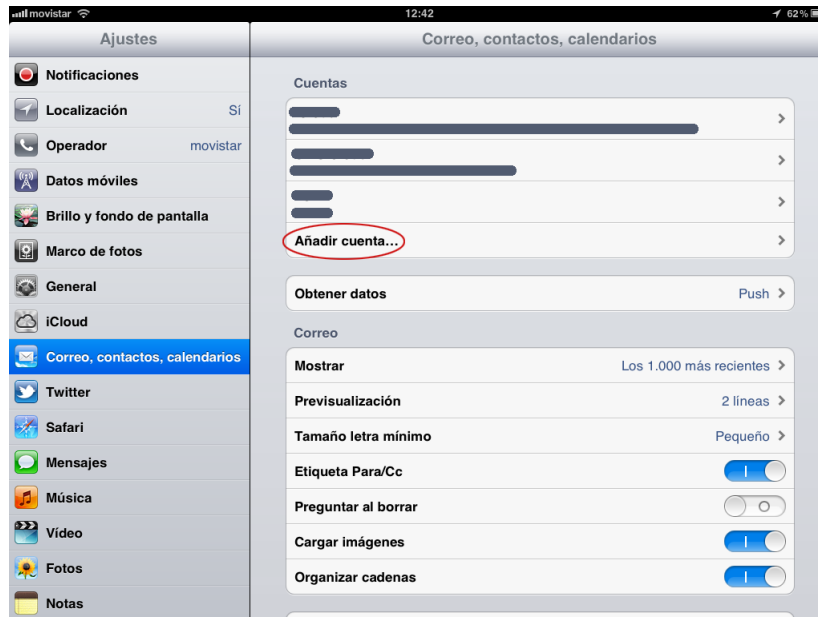 movistar 12:42 62%
Ajustes
Notificaciones
Localización Sí
Operador movistar
Datos móviles
Brillo y fondo de pantalla
Marco de fotos
General
iCloud
Correo, contactos, calendarios
Twitter
Safari
Mensajes
Música
Vídeo
Fotos
Notas
Correo, contactos, calendarios
Cuentas
Añadir cuenta...
Obtener datos Push
Correo
Mostrar Los 1.000 más recientes
Previsualización 2 líneas
Tamaño letra mínimo Pequeño
Etiqueta Para/Cc
Preguntar al borrar
Cargar imágenes
Organizar cadenas